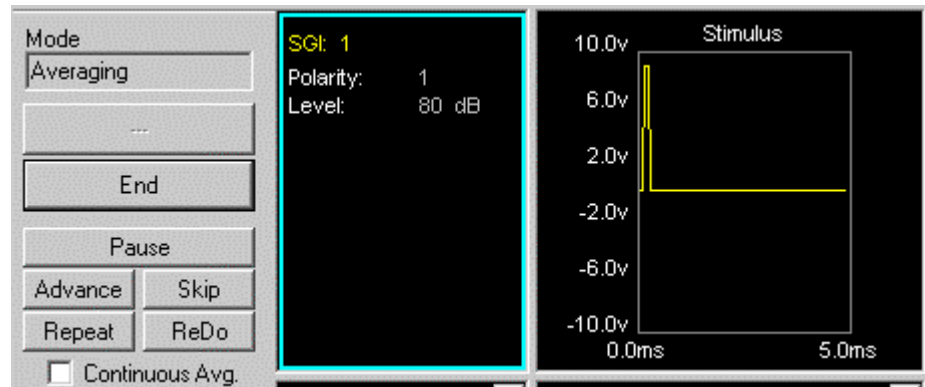 Mode
Averaging
---
End
Pause
Advance Skip
Repeat ReDo
Continuous Avg.
SGI: 1
Polarity: 1
Level: 80 dB
Stimulus
10.0v
6.0v
2.0v
-2.0v
-6.0v
-10.0v
0.0ms 5.0ms